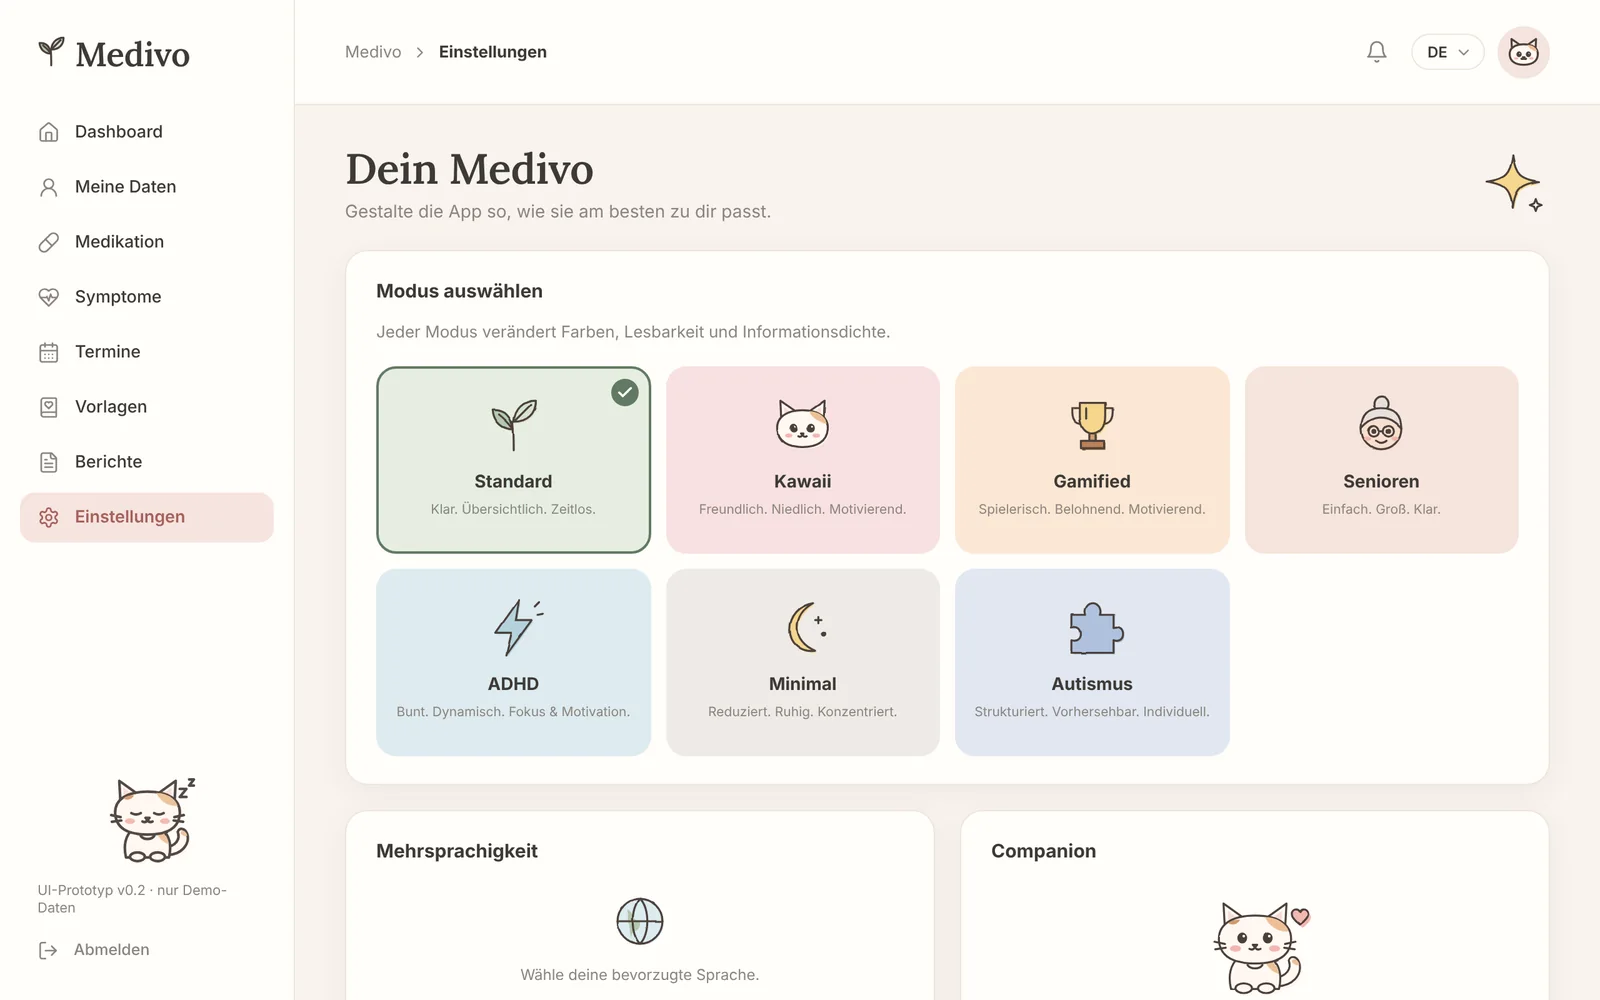 Medivo
Dashboard
Meine Daten
Medikation
Symptome
Termine
Vorlagen
Berichte
Einstellungen
z z
UI-Prototyp v0.2 · nur Demo-
Daten
Abmelden
Medivo > Einstellungen
DE
Dein Medivo
Gestalte die App so, wie sie am besten zu dir passt.
Modus auswählen
Jeder Modus verändert Farben, Lesbarkeit und Informationsdichte.
Standard
Klar. Übersichtlich. Zeitlos.
Kawaii
Freundlich. Niedlich. Motivierend.
Gamified
Spielerisch. Belohnend. Motivierend.
Senioren
Einfach. Groß. Klar.
ADHD
Bunt. Dynamisch. Fokus & Motivation.
Minimal
Reduziert. Ruhig. Konzentriert.
Autismus
Strukturiert. Vorhersehbar. Individuell.
Mehrsprachigkeit
Wähle deine bevorzugte Sprache.
Companion